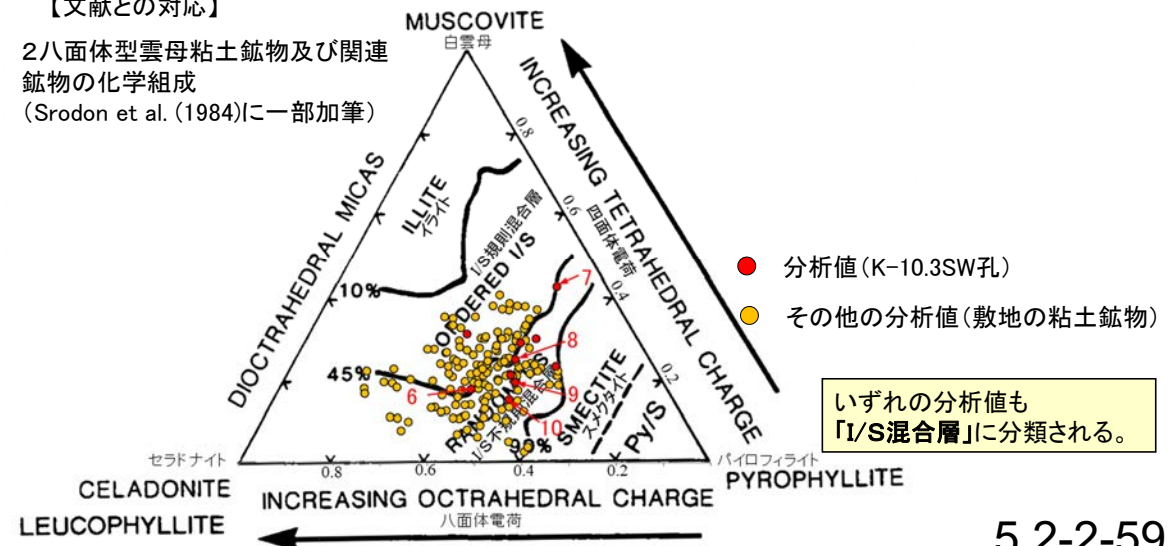 【文献との対応】
2八面体型雲母粘土鉱物及び関連
鉱物の化学組成
(Srodon et al. (1984)に一部加筆)
MUSCOVITE
白雲母
INCREASING TETRAHEDRAL CHARGE
四面体電荷
DIOCTRAHEDRAL MICAS
0.8
0.6
0.4
0.2
ILLITE
イライト
I/S規則混合層
ORDERED I/S
10%
45%
I/S不規則混合層
SMECTITE
スメクタイト
Py/S
90%
6
7
8
9
10
分析値(K-10.3SW孔)
その他の分析値(敷地の粘土鉱物)
いずれの分析値も
「I/S混合層」に分類される。
セラドナイト
パイロフィライト
0.8
0.6
0.4
0.2
CELADONITE
LEUCOPHYLLITE
INCREASING OCTRAHEDRAL CHARGE
八面体電荷
PYROPHYLLITE
5.2-2-59